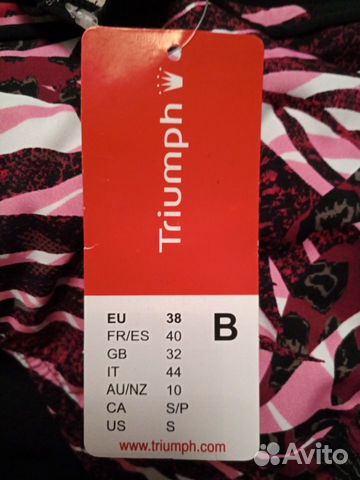 Triumph
EU 38
FR/ES 40
GB 32
IT 44
AU/NZ 10
CA S/P
US S
B
www.triumph.com
Avito